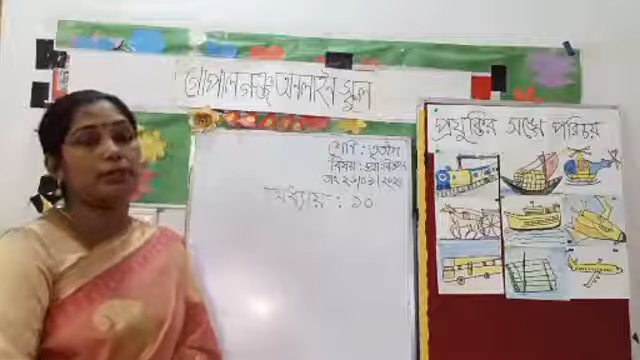 গোপালগঞ্জ অনলাইন স্কুল
শ্রেণি : তৃতীয়
বিষয় :
তাং
অধ্যায় : ১০
প্রযুক্তির সঙ্গে পরিচয়